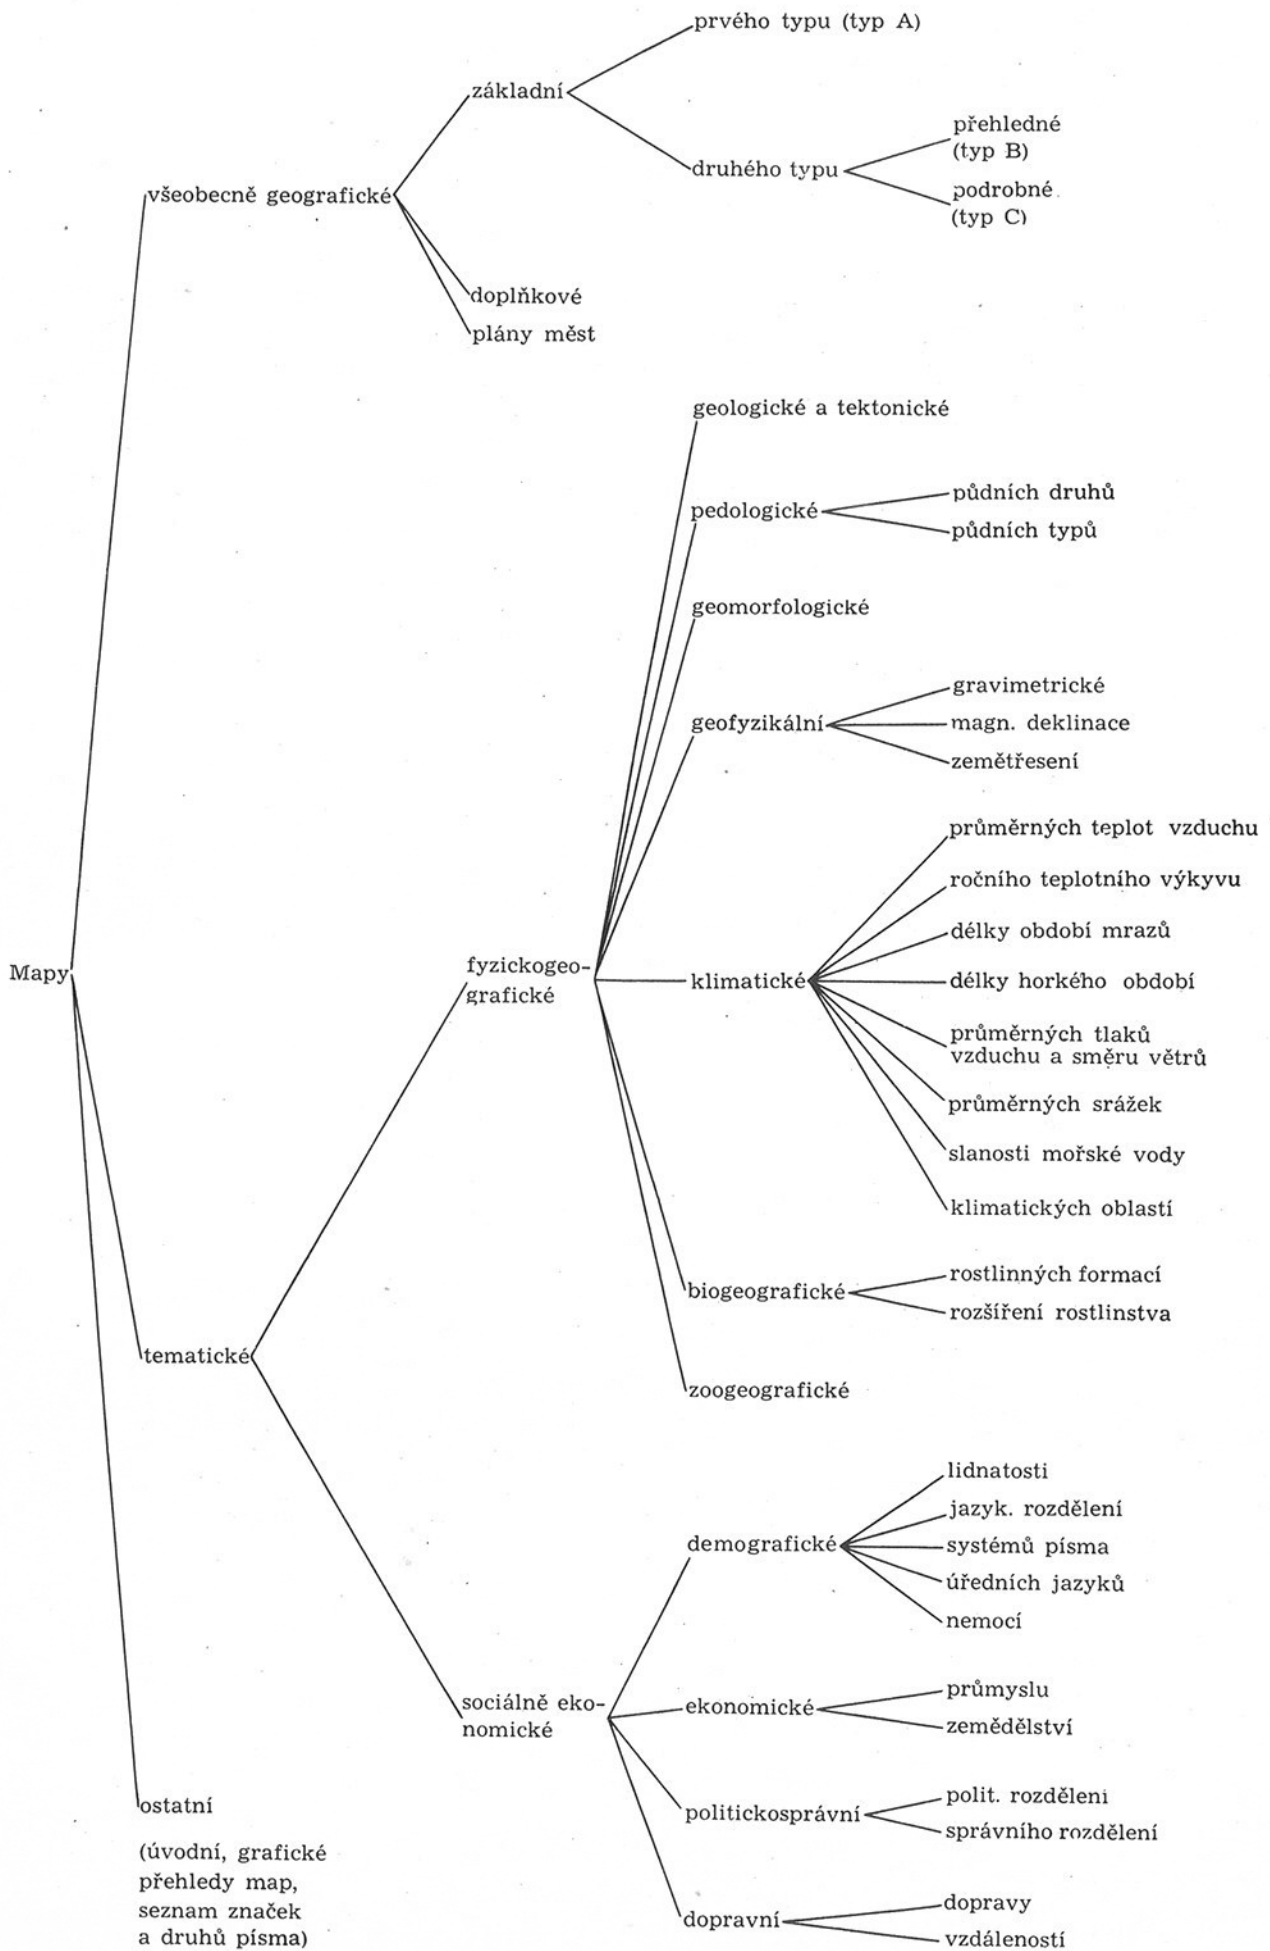 prvého typu (typ A)
základní
přehledné
(typ B)
druhého typu
podrobné
(typ C)
všeobecně geografické
doplňkové
plány měst
geologické a tektonické
půdních druhů
pedologické
půdních typů
geomorfologické
gravimetrické
geofyzikální
magn. deklinace
zemětřesení
průměrných teplot vzduchu
ročního teplotního výkyvu
délky období mrazů
Mapy
fyzickogeo-
grafické
klimatické
délky horkého období
průměrných tlaků
vzduchu a směru větrů
průměrných srážek
slanosti mořské vody
klimatických oblastí
rostlinných formací
biogeografické
rozšíření rostlinstva
tematické
zoogeografické
lidnatosti
jazyk. rozdělení
demografické
systémů písma
úředních jazyků
nemocí
sociálně eko-
nomické
průmyslu
ekonomické
zemědělství
polit. rozdělení
politickosprávní
správního rozdělení
ostatní
(úvodní, grafické
přehledy map,
seznam značek
a druhů písma)
dopravy
dopravní
vzdáleností